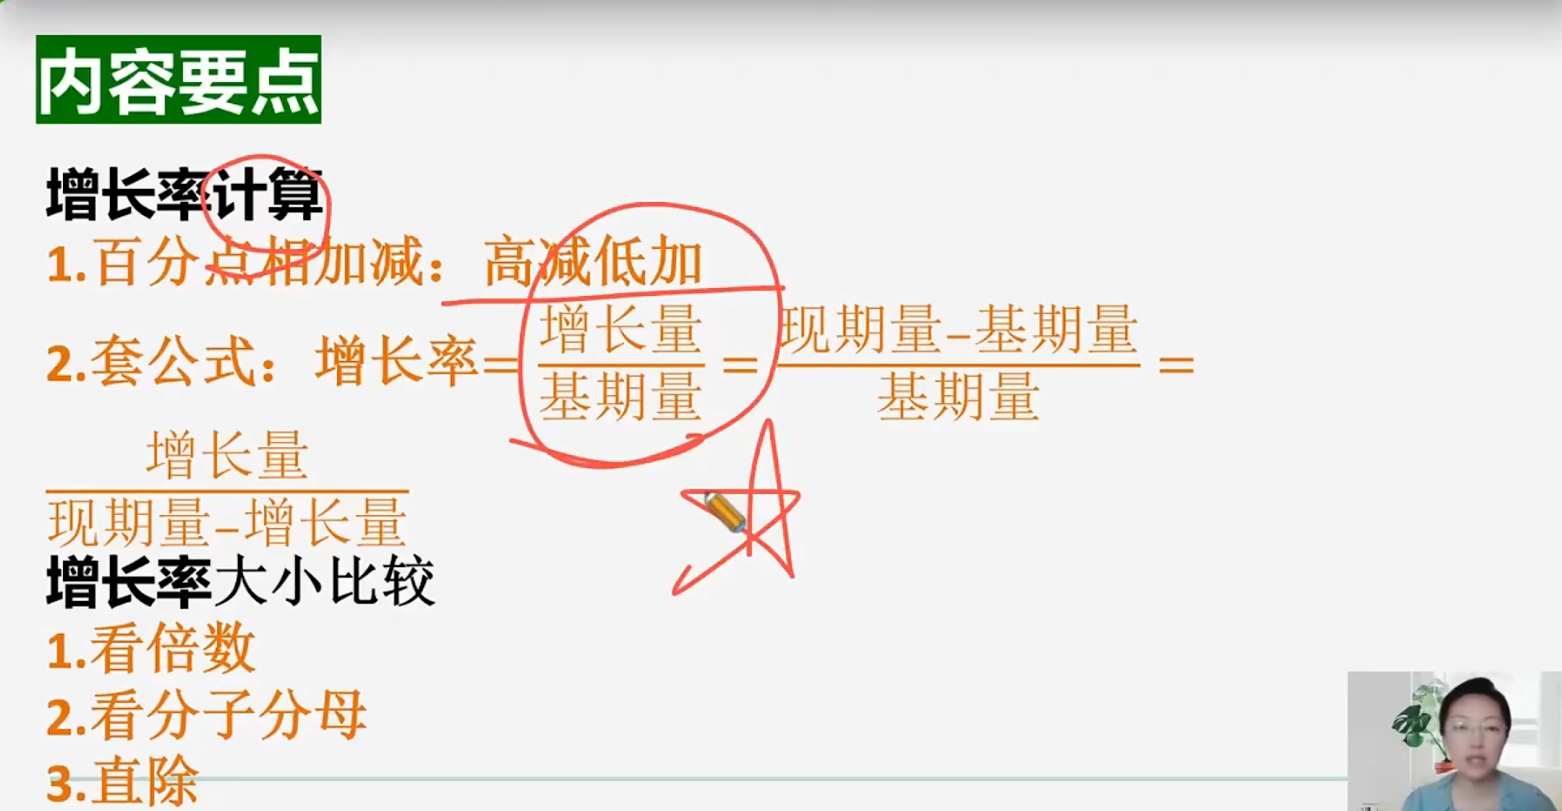 内容要点
增长率计算
1.百分点相加减：高减低加
2.套公式：增长率=增长量/基期量=现期量-基期量/基期量=
增长量/现期量-增长量
增长率大小比较
1.看倍数
2.看分子分母
3.直除